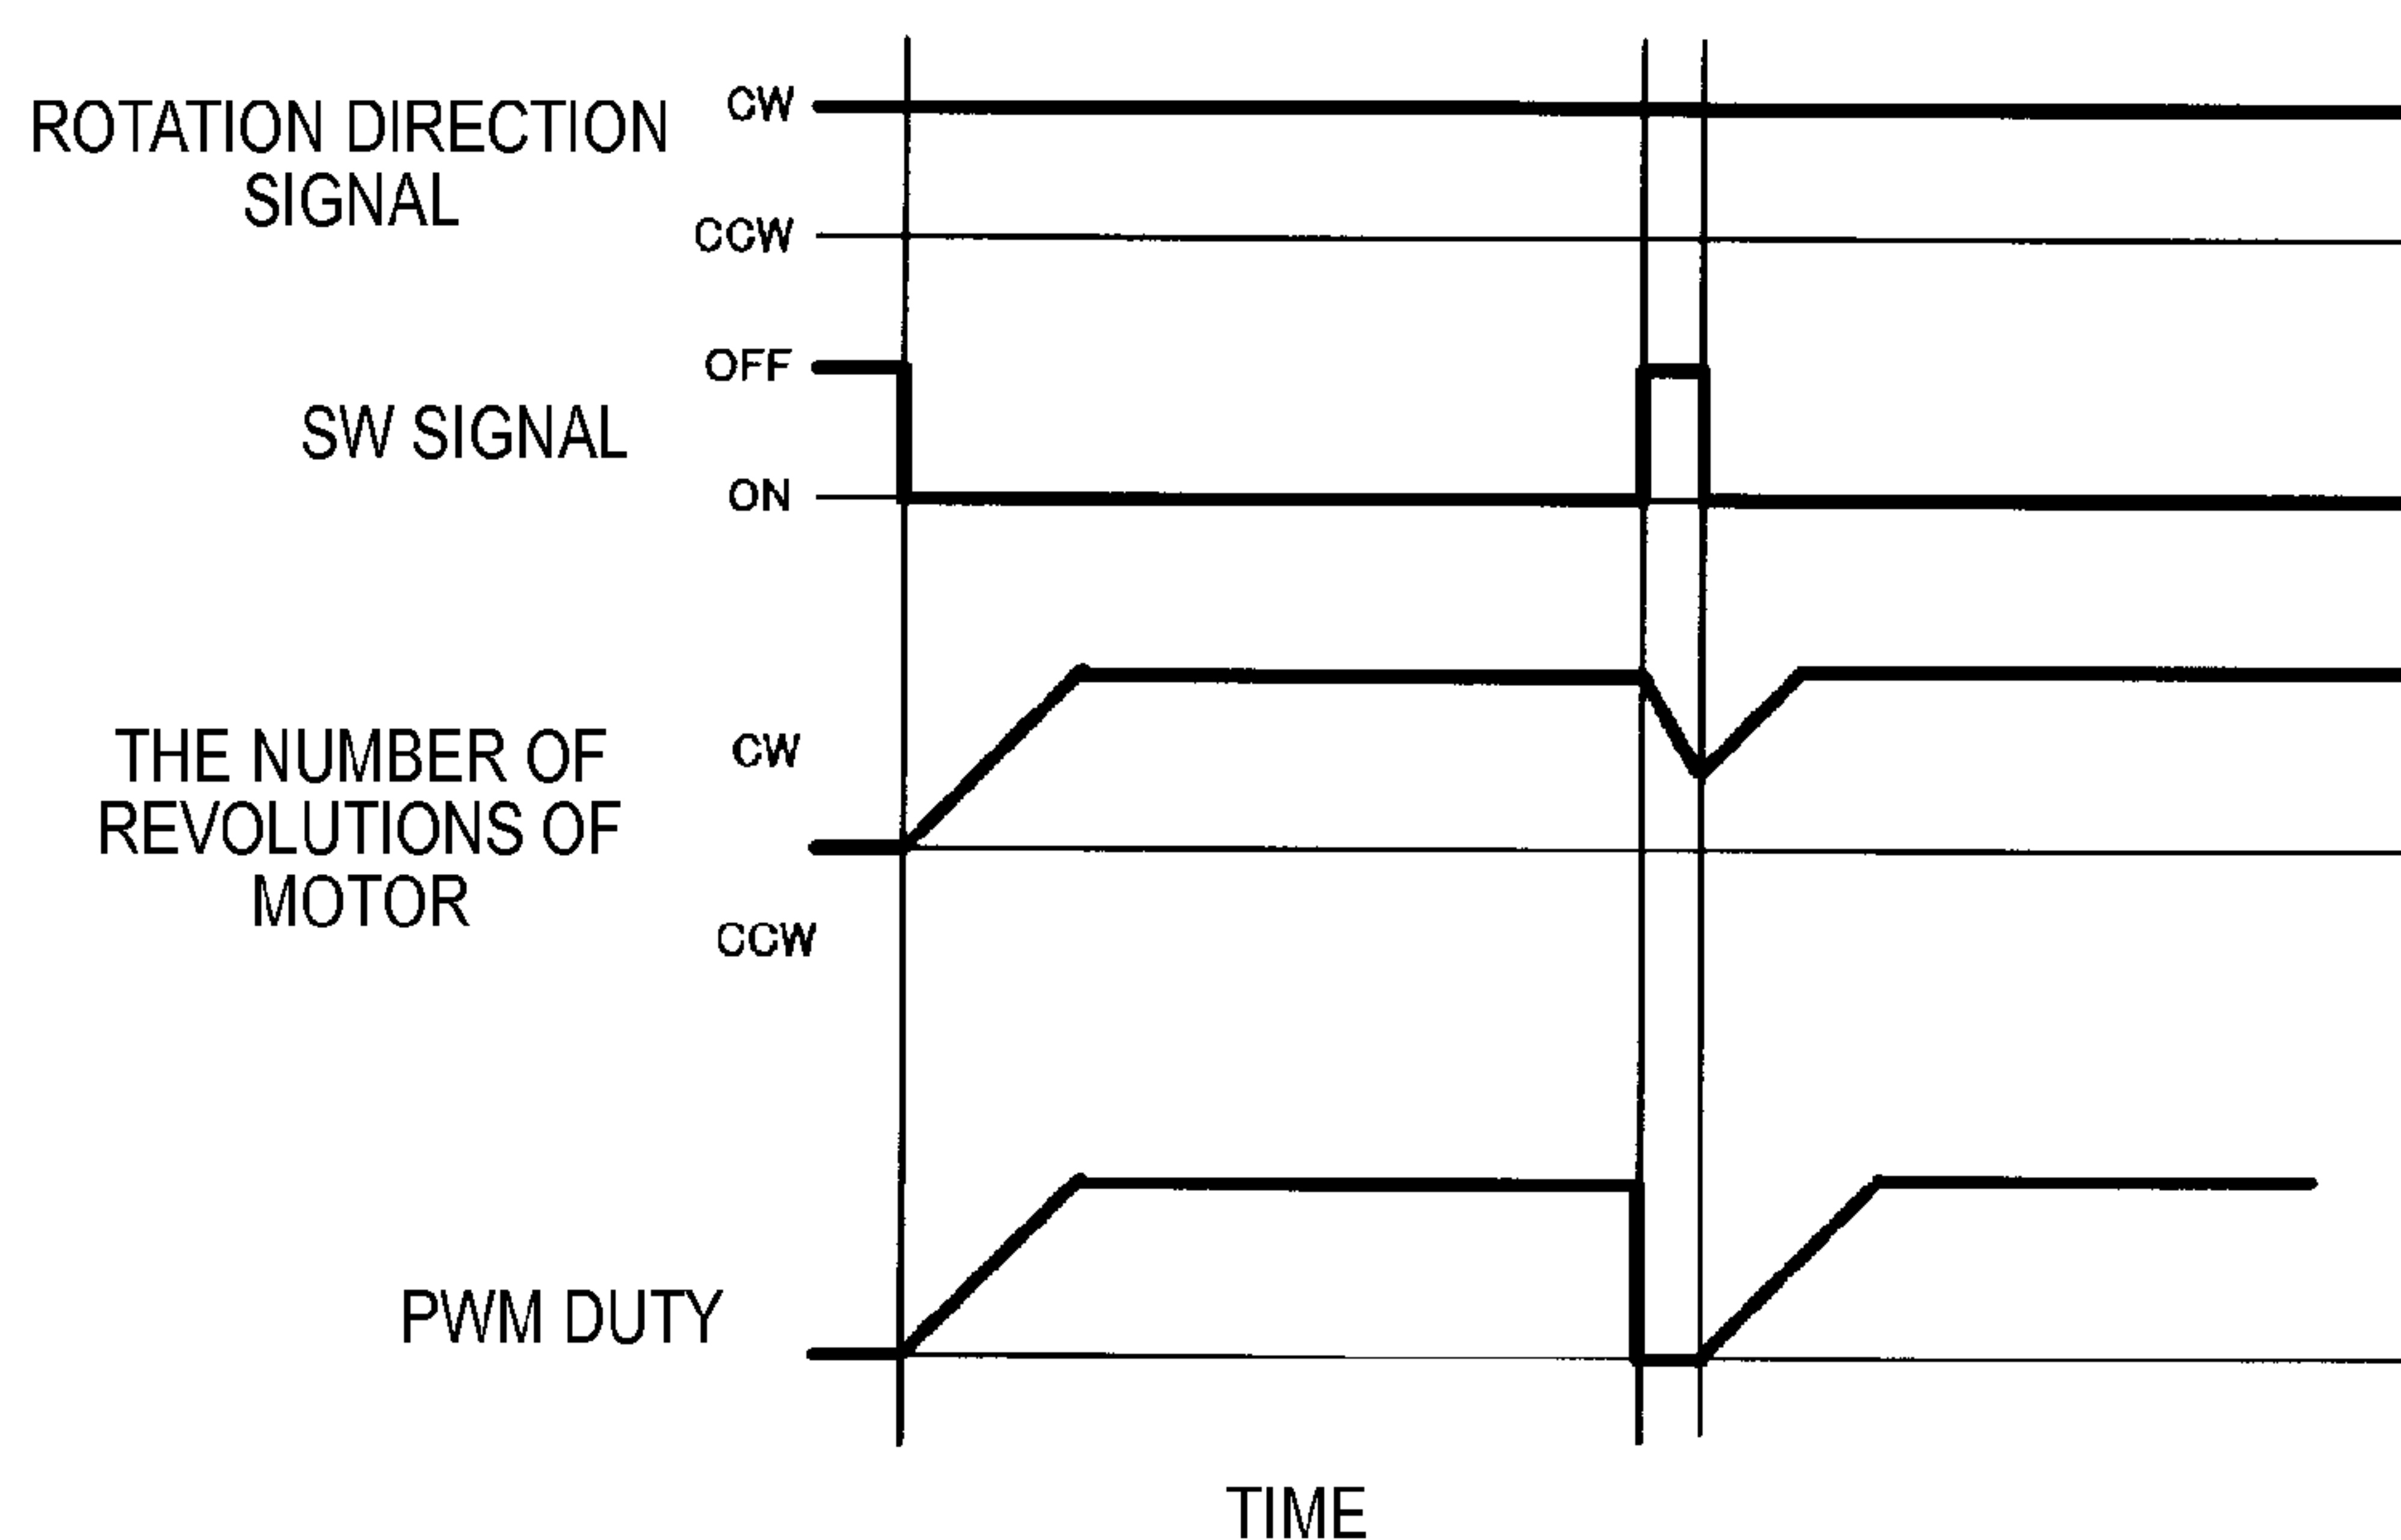 ROTATION DIRECTION
SIGNAL
CW
CCW
SW SIGNAL
OFF
ON
THE NUMBER OF
REVOLUTIONS OF
MOTOR
CW
CCW
PWM DUTY
TIME